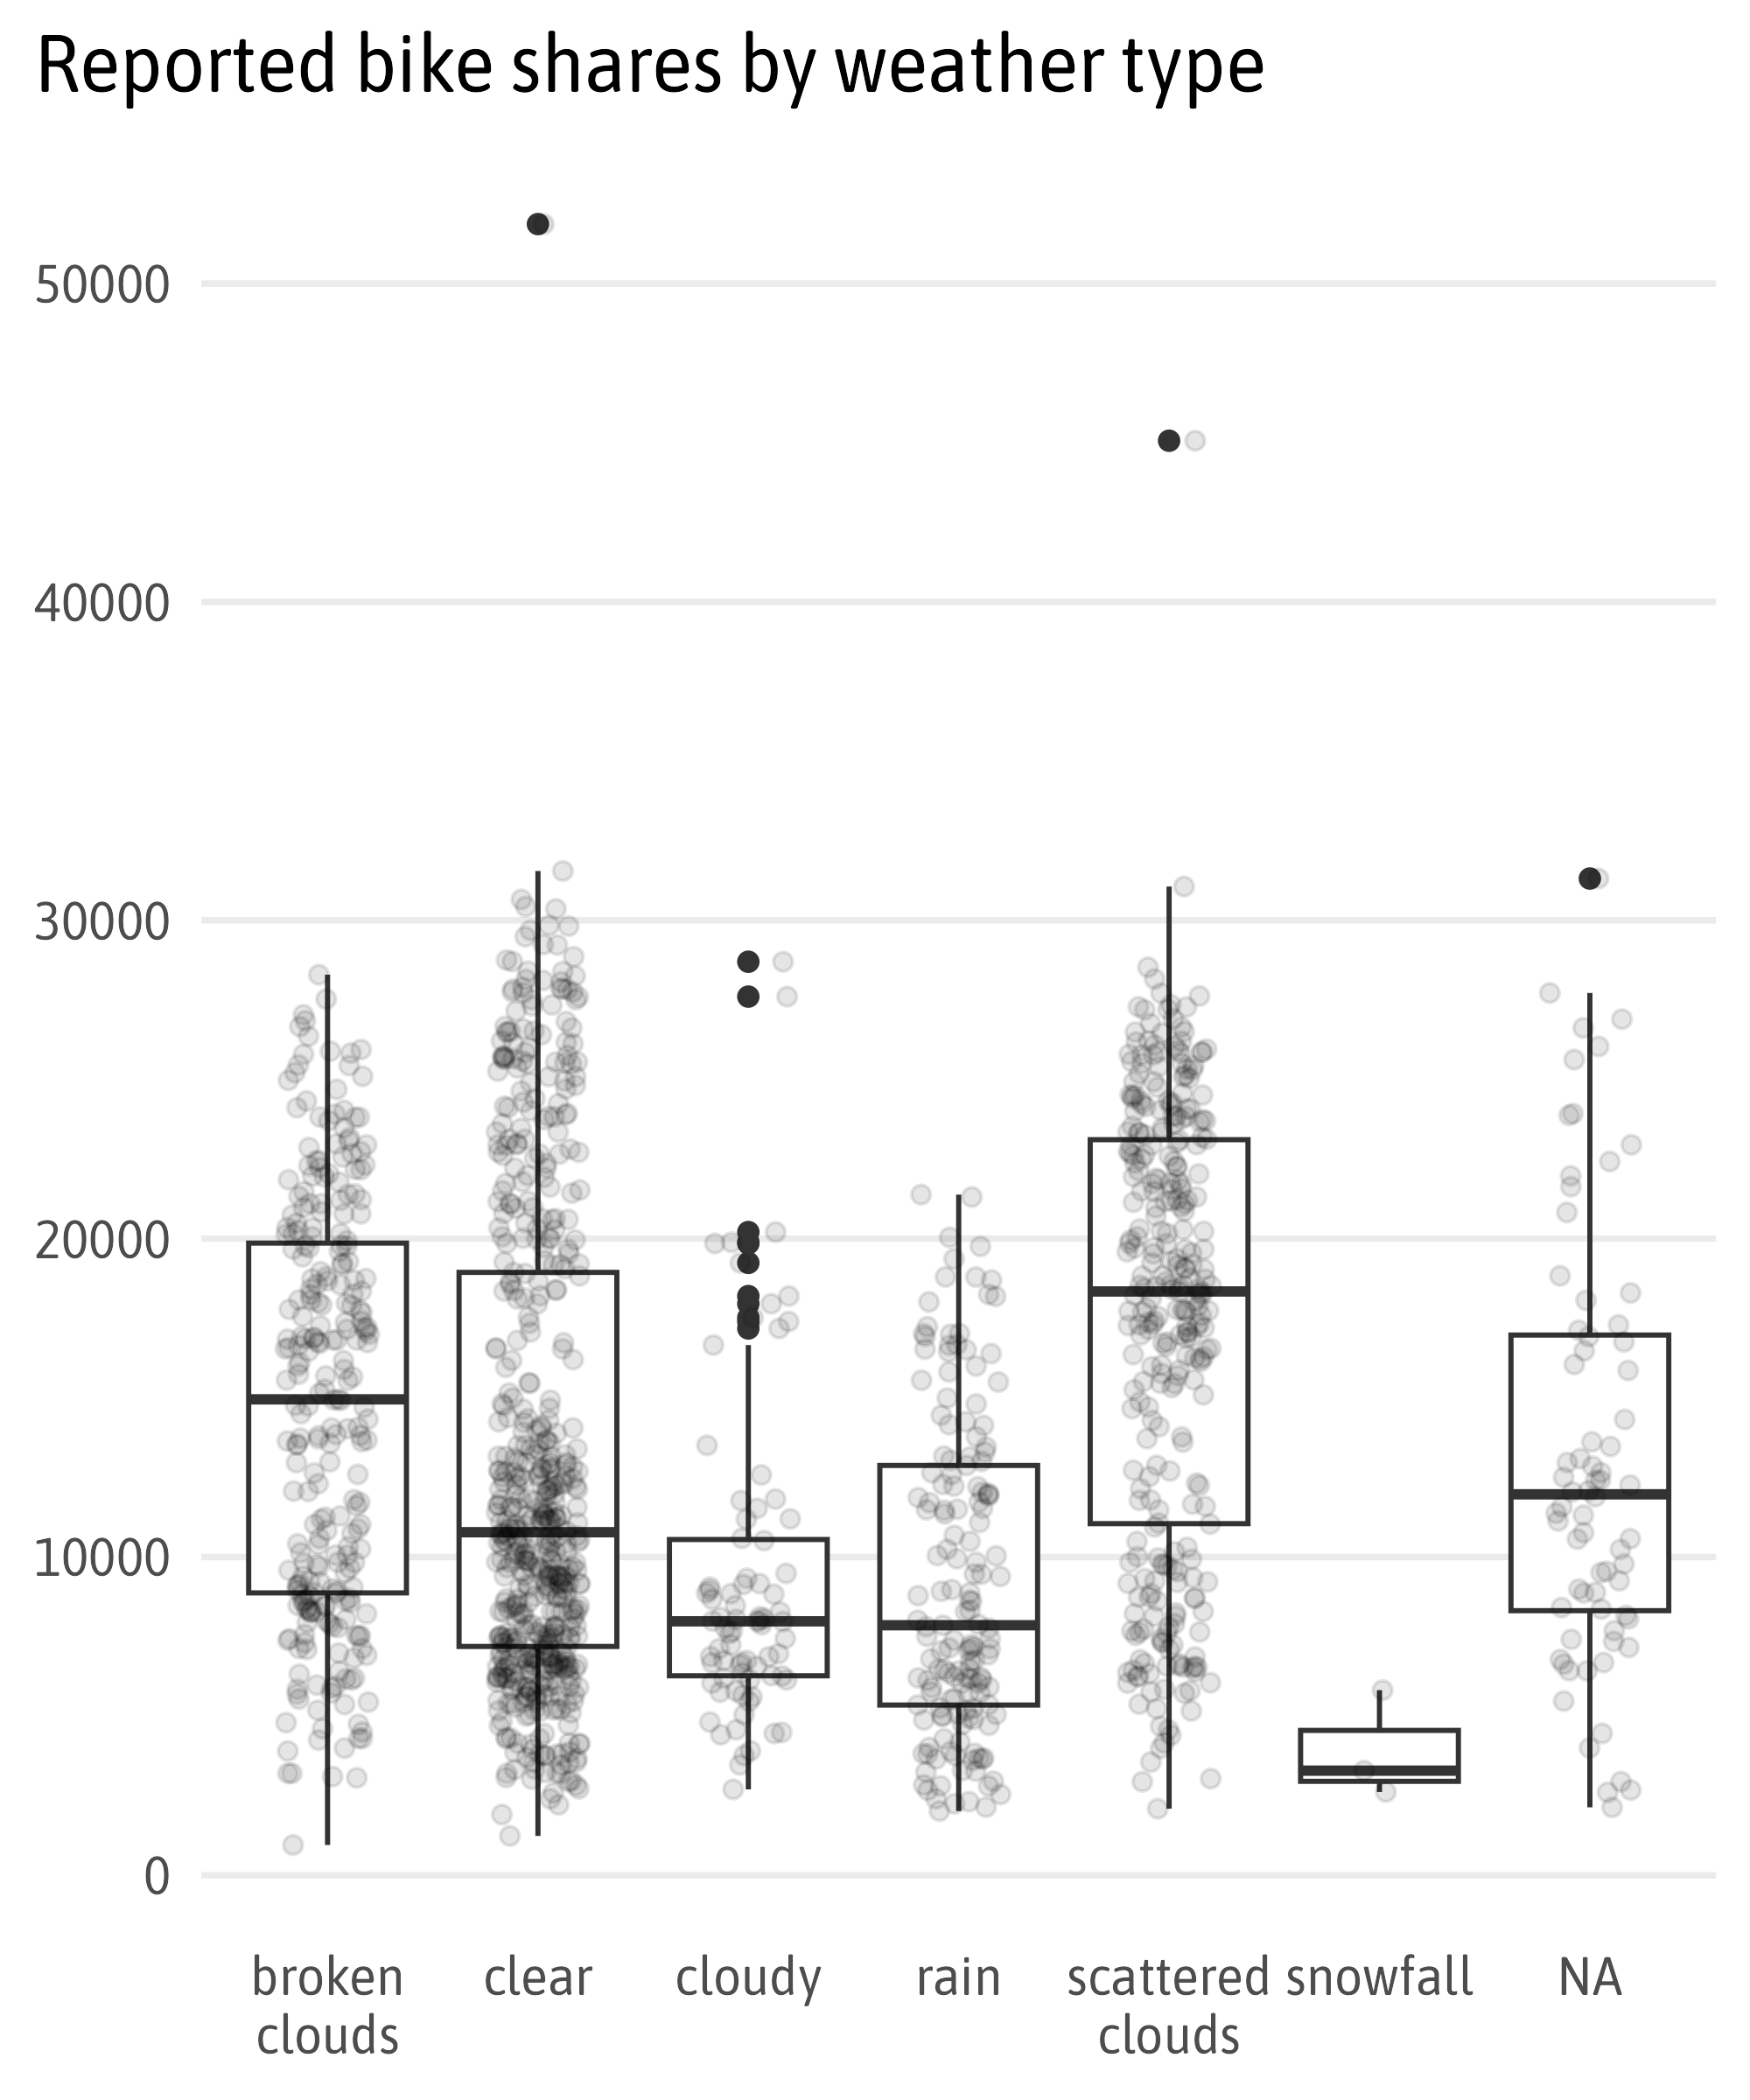 Reported bike shares by weather type
50000
40000
30000
20000
10000
0
broken clear cloudy rain scattered snowfall NA
clouds clouds